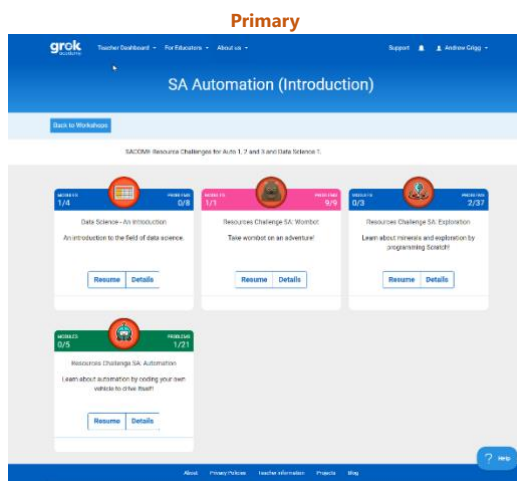 Primary
grok
academy
Teacher Dashboard
For Educators
About us
Support
Andrew Grigg
SA Automation (Introduction)
Back to Workshops
SACOME Resource Challenges for Auto 1, 2 and 3 and Data Science 1.
MODULES
1/4
PROBLEMS
0/8
Data Science - An Introduction
An introduction to the field of data science.
Resume
Details
MODULES
1/1
PROBLEMS
9/9
Resources Challenge SA: Wombot
Take wombot on an adventure!
Resume
Details
MODULES
0/3
PROBLEMS
2/37
Resources Challenge SA: Exploration
Learn about minerals and exploration by
programming Scratch!
Resume
Details
MODULES
0/5
PROBLEMS
1/21
Resources Challenge SA: Automation
Learn about automation by coding your own
vehicle to drive itself!
Resume
Details
? Help
About
Privacy Policies
Teacher information
Projects
Blog